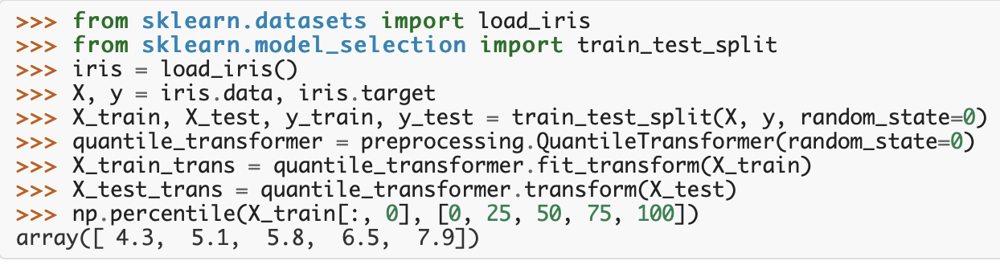 >>> from sklearn.datasets import load_iris
>>> from sklearn.model_selection import train_test_split
>>> iris = load_iris()
>>> X, y = iris.data, iris.target
>>> X_train, X_test, y_train, y_test = train_test_split(X, y, random_state=0)
>>> quantile_transformer = preprocessing.QuantileTransformer(random_state=0)
>>> X_train_trans = quantile_transformer.fit_transform(X_train)
>>> X_test_trans = quantile_transformer.transform(X_test)
>>> np.percentile(X_train[:, 0], [0, 25, 50, 75, 100])
array([ 4.3,  5.1,  5.8,  6.5,  7.9])